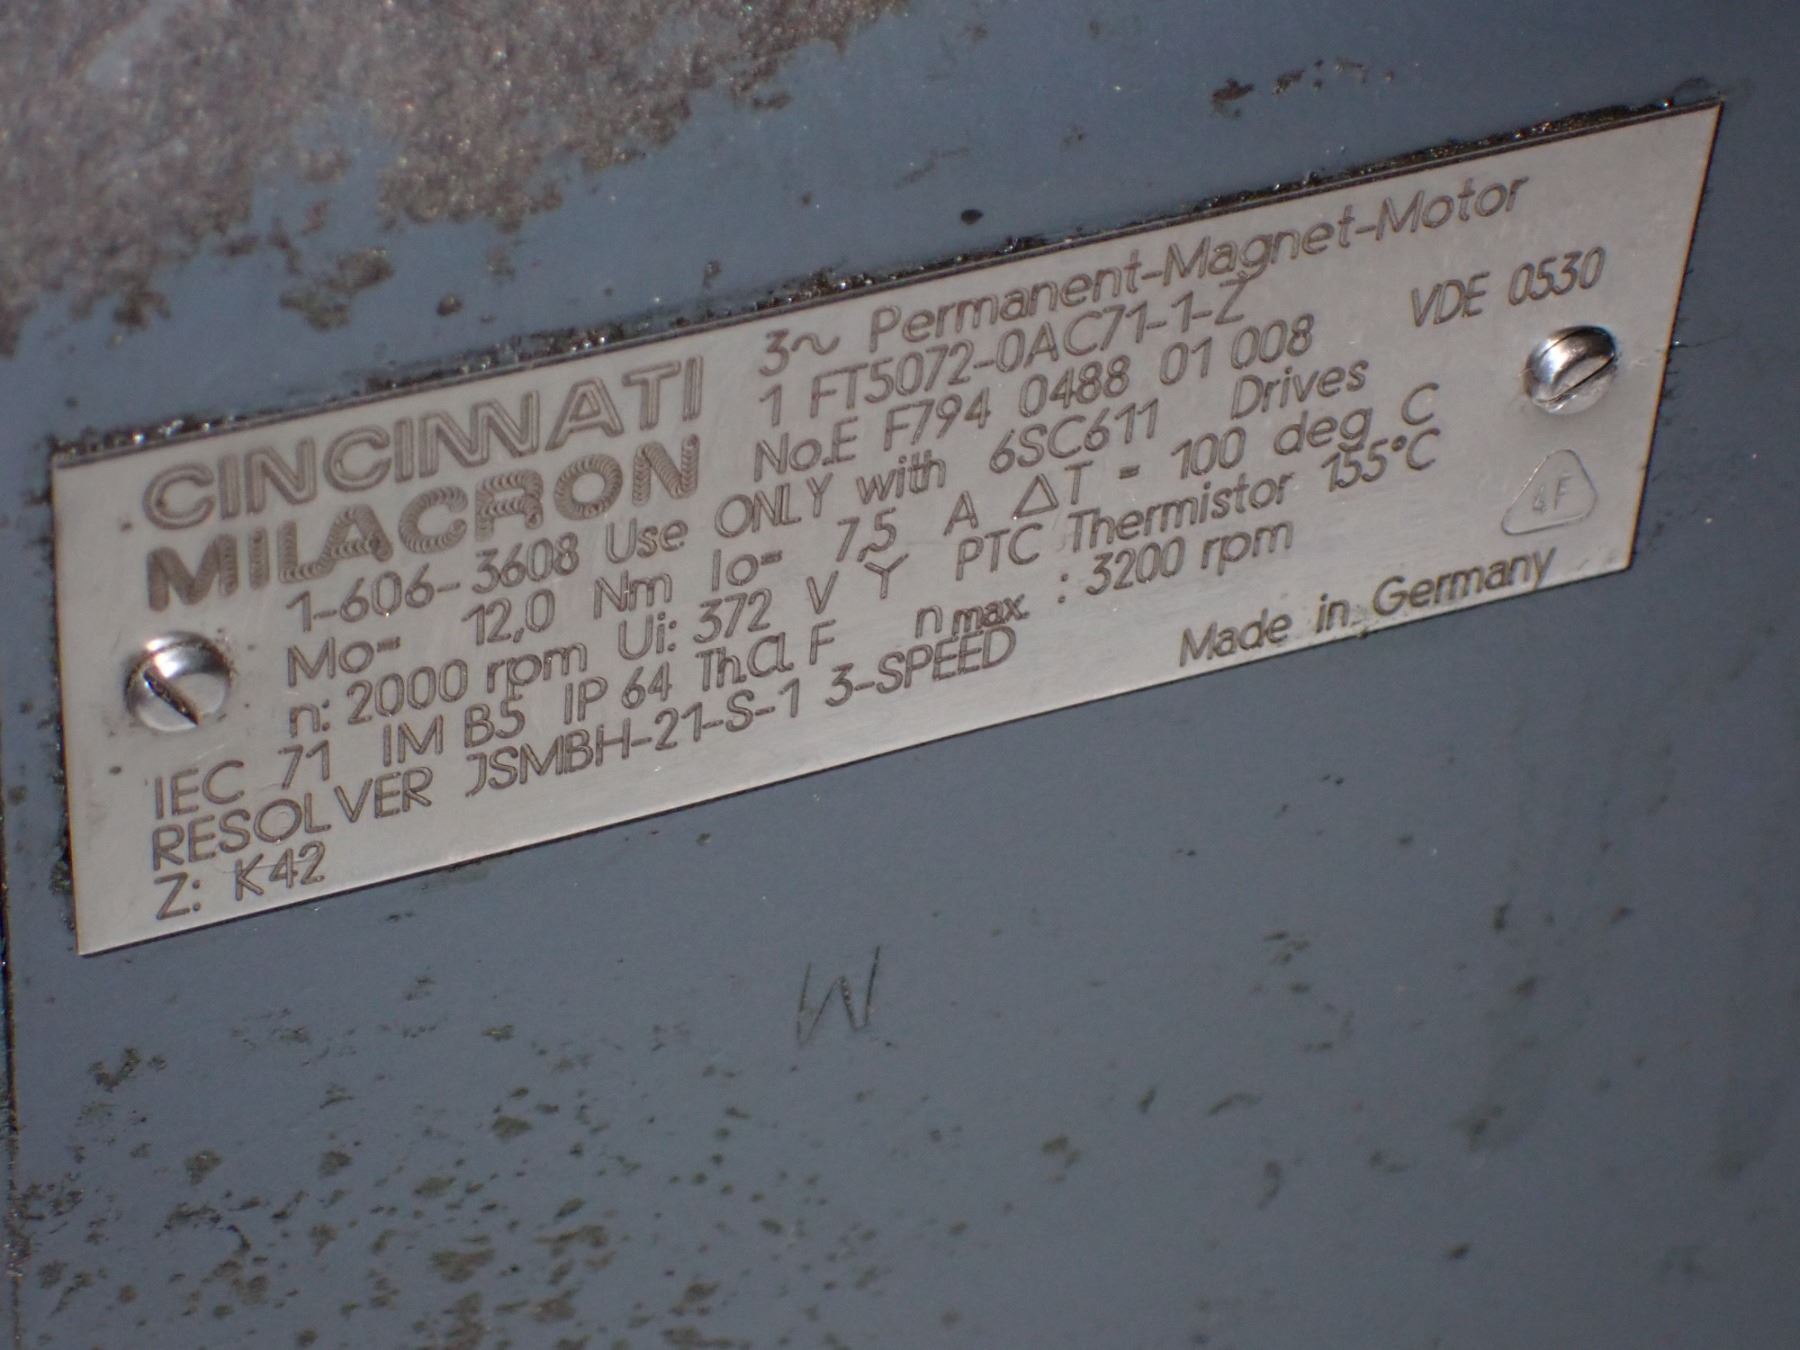 CINCINNATI
MILACRON
3~ Permanent-Magnet-Motor
1 FT5072-0AC71-1-Z
VDE 0530
No.E F794 0488 01 008
1-606-3608 Use ONLY with 6SC611 Drives
Mo= 12,0 Nm Io= 7,5 A ΔT = 100 deg C
n: 2000 rpm Ui: 372 V Y PTC Thermistor 155°C
IEC 71 IM B5 IP 64 Th.Cl. F n max. : 3200 rpm
4F
RESOLVER JSMBH-21-S-1 3-SPEED
Made in Germany
Z: K42
W